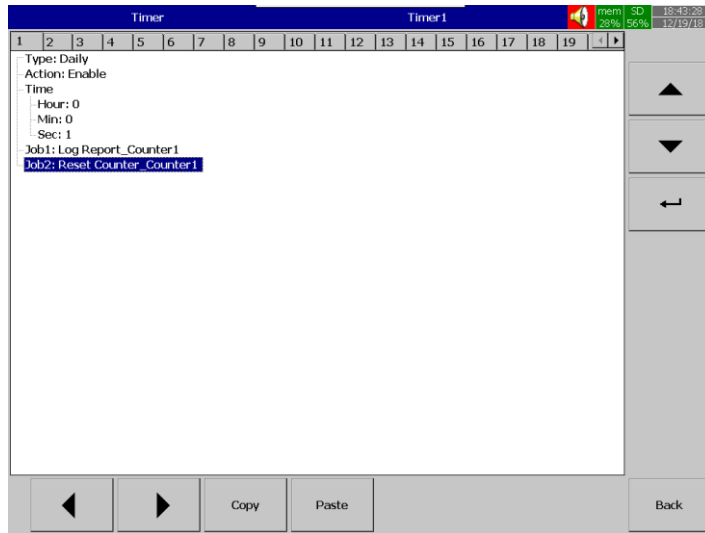 Timer Timer1 mem SD 18:43:28
28% 56% 12/19/18
1 2 3 4 5 6 7 8 9 10 11 12 13 14 15 16 17 18 19
Type: Daily
Action: Enable
Time
Hour: 0
Min: 0
Sec: 1
Job1: Log Report_Counter1
Job2: Reset Counter_Counter1
Copy Paste Back